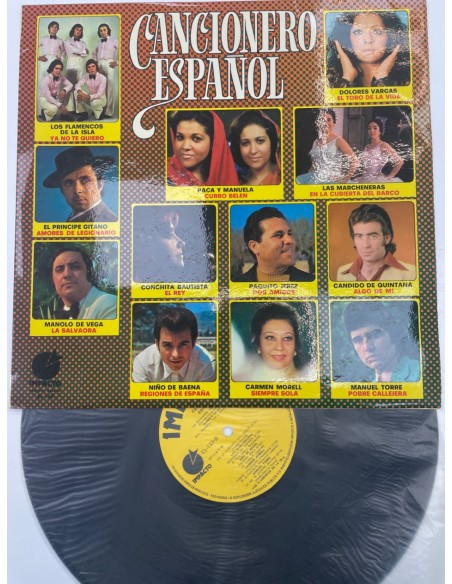 CANCIONERO
ESPAÑOL
LOS FLAMENCOS
DE LA ISLA
YA NO TE QUIERO
DOLORES VARGAS
EL TORO DE LA VIDA
PACA Y MANUELA
CURRO BELEN
LAS MARCHENERAS
EN LA CUBIERTA DEL BARCO
EL PRINCIPE GITANO
AMORES DE LEGIONARIO
CONCHITA BAUTISTA
EL REY
PAQUITO JEREZ
DOS AMIGOS
CANDIDO DE QUINTANA
ALGO DE MI
MANOLO DE VEGA
LA SALVAORA
NIÑO DE BAENA
REGIONES DE ESPAÑA
CARMEN MORELL
SIEMPRE SOLA
MANUEL TORRE
POBRE CALLEJERA
IMPACTO
IM
IMPACTO